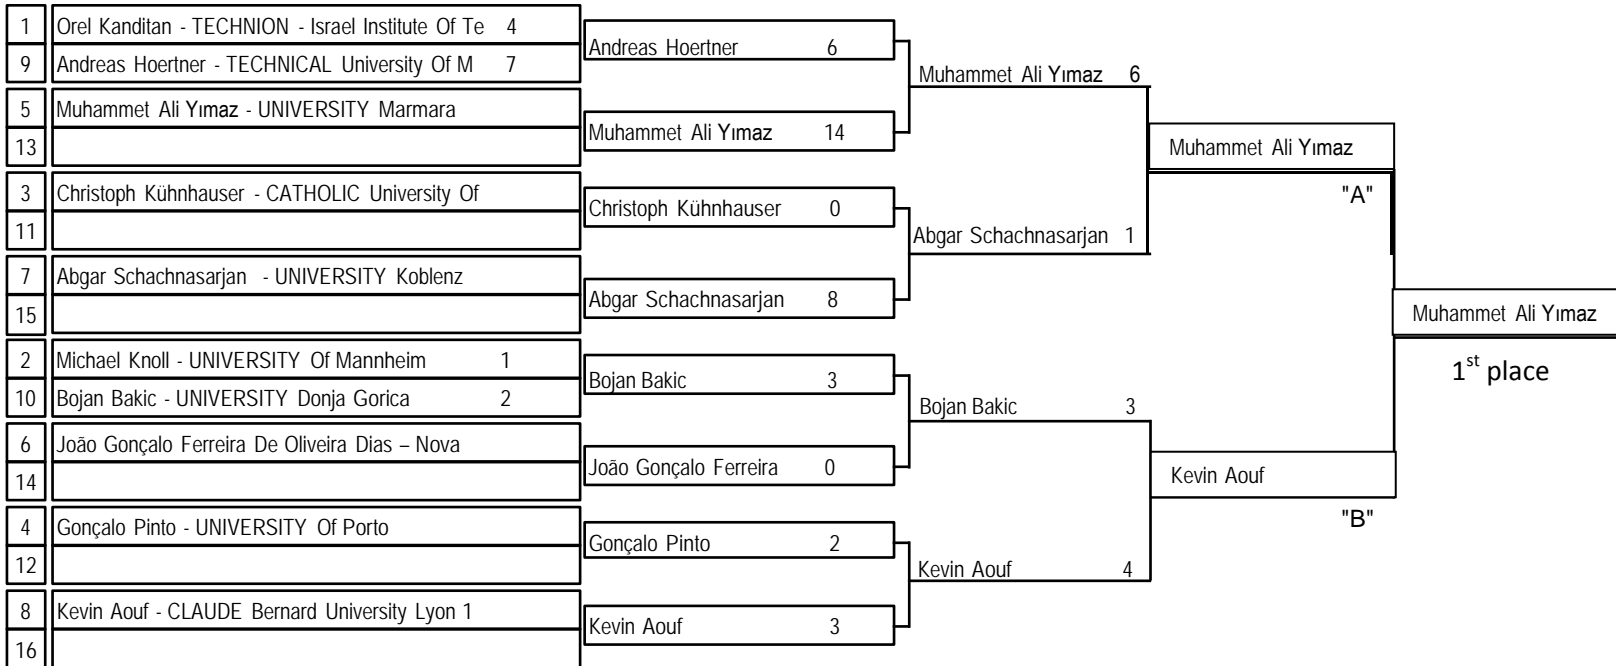 1 Orel Kanditan - TECHNION - Israel Institute Of Te 4
9 Andreas Hoertner - TECHNICAL University Of M 7
5 Muhammet Ali Yımaz - UNIVERSITY Marmara
13
3 Christoph Kühnhauser - CATHOLIC University Of
11
7 Abgar Schachnasarjan - UNIVERSITY Koblenz
15
2 Michael Knoll - UNIVERSITY Of Mannheim 1
10 Bojan Bakic - UNIVERSITY Donja Gorica 2
6 João Gonçalo Ferreira De Oliveira Dias – Nova
14
4 Gonçalo Pinto - UNIVERSITY Of Porto
12
8 Kevin Aouf - CLAUDE Bernard University Lyon 1
16
Andreas Hoertner 6
Muhammet Ali Yımaz 14
Christoph Kühnhauser 0
Abgar Schachnasarjan 8
Bojan Bakic 3
João Gonçalo Ferreira 0
Gonçalo Pinto 2
Kevin Aouf 3
Muhammet Ali Yımaz 6
Abgar Schachnasarjan 1
Bojan Bakic 3
Kevin Aouf 4
Muhammet Ali Yımaz
"A"
Kevin Aouf
"B"
Muhammet Ali Yımaz
1st place